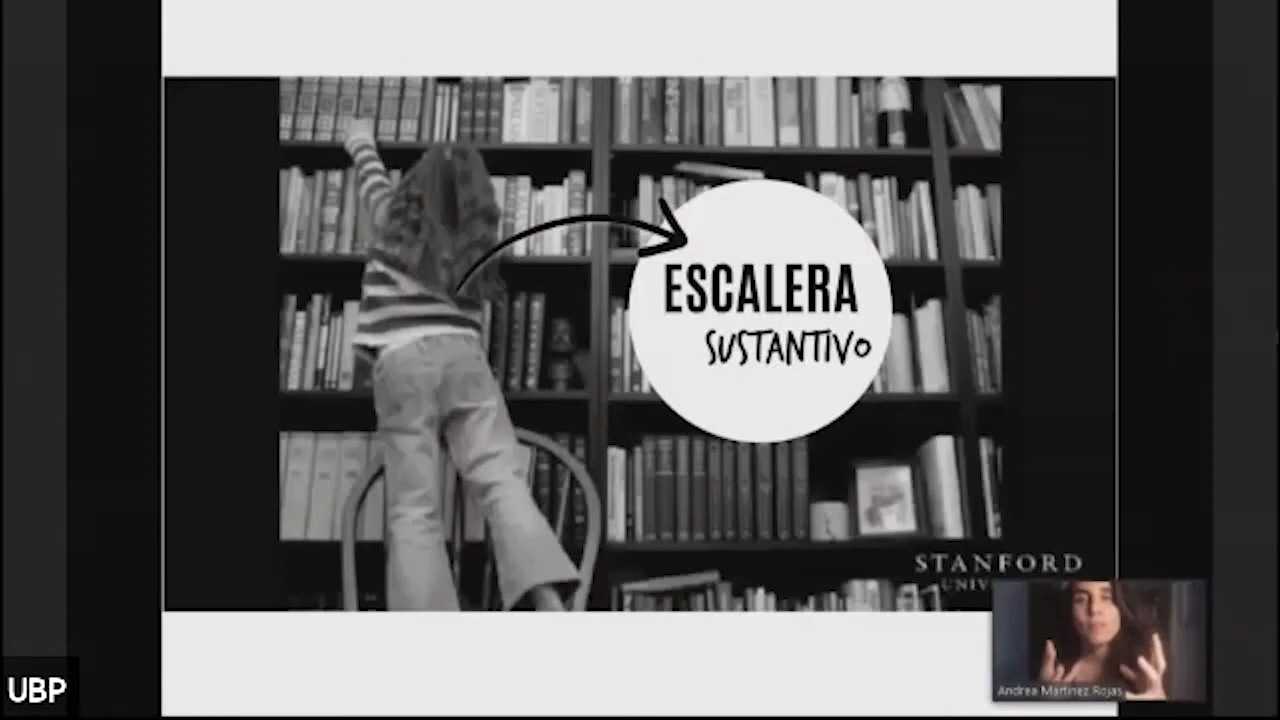 ESCALERA
SUSTANTIVO
STANFORD
Andrea Martinez Rojas
UBP